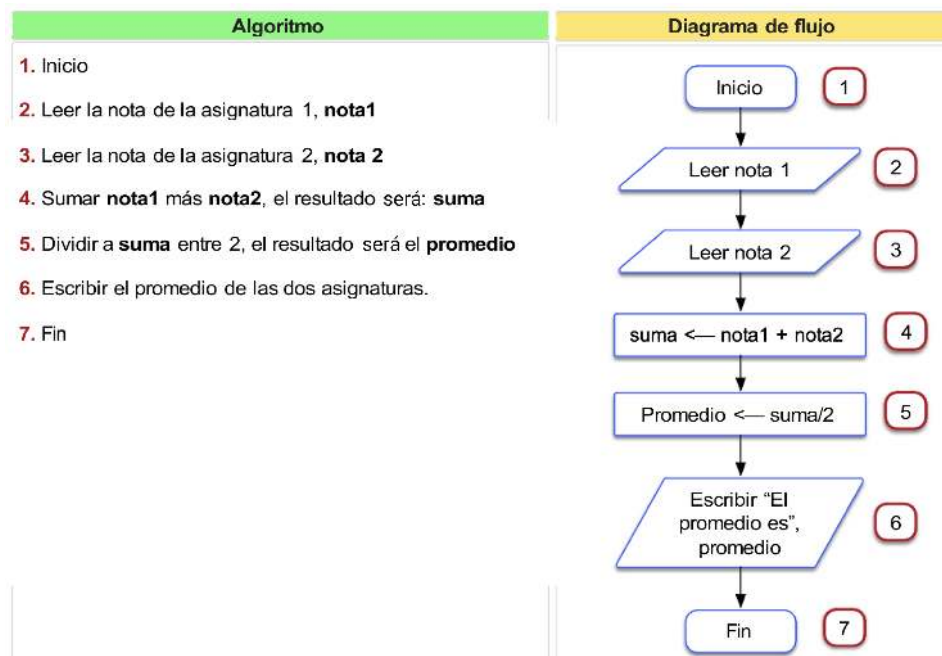 Algoritmo
1. Inicio
2. Leer la nota de la asignatura 1, nota1
3. Leer la nota de la asignatura 2, nota 2
4. Sumar nota1 más nota2, el resultado será: suma
5. Dividir a suma entre 2, el resultado será el promedio
6. Escribir el promedio de las dos asignaturas.
7. Fin
Diagrama de flujo
Inicio
1
Leer nota 1
2
Leer nota 2
3
suma <— nota1 + nota2
4
Promedio <— suma/2
5
Escribir “El
promedio es”,
promedio
6
Fin
7